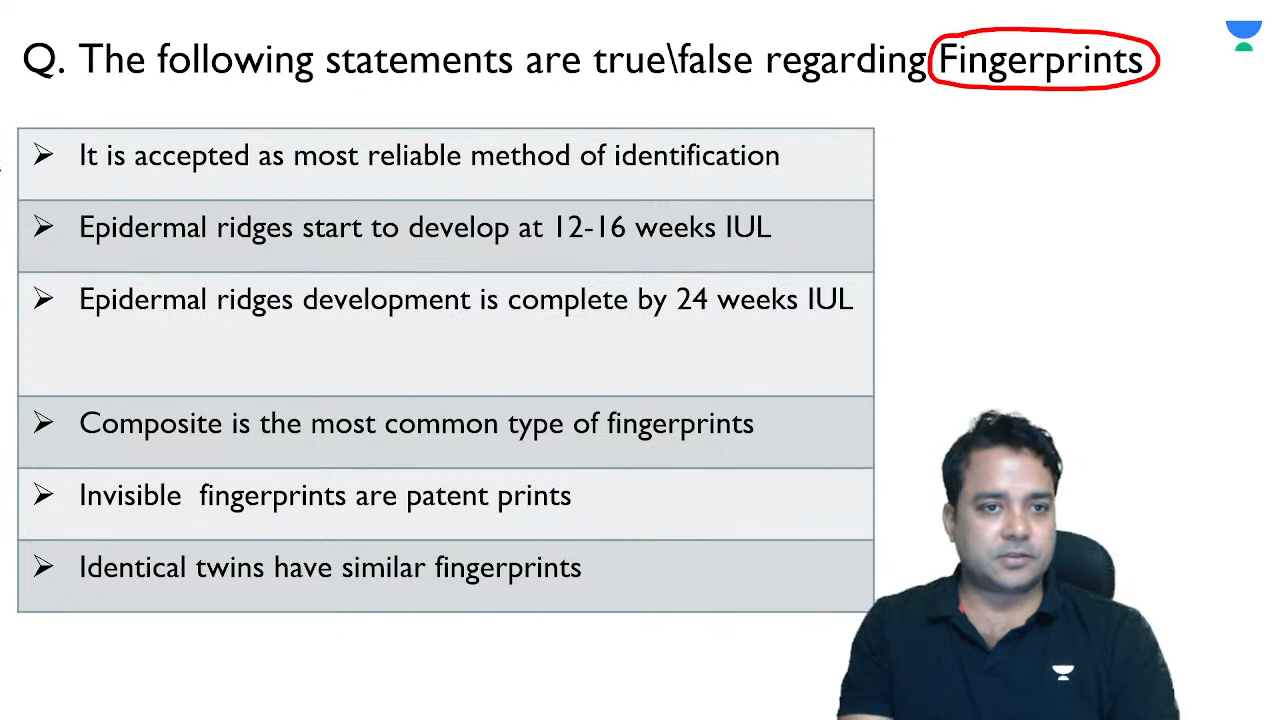 Q. The following statements are true\false regarding Fingerprints
➢ It is accepted as most reliable method of identification
➢ Epidermal ridges start to develop at 12-16 weeks IUL
➢ Epidermal ridges development is complete by 24 weeks IUL
➢ Composite is the most common type of fingerprints
➢ Invisible fingerprints are patent prints
➢ Identical twins have similar fingerprints